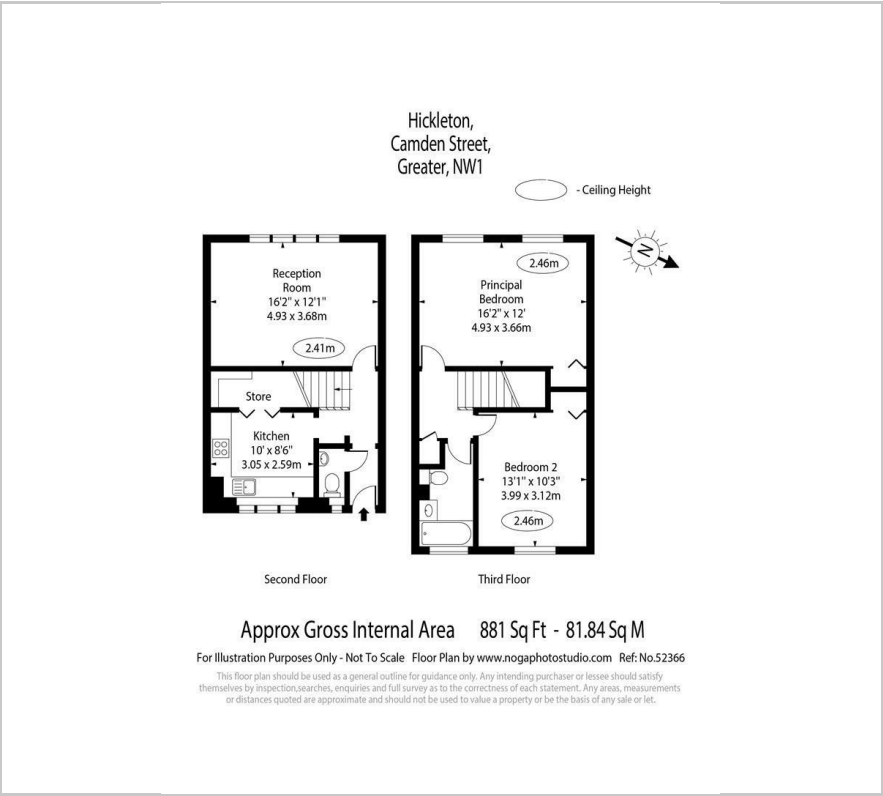 Hickleton,
Camden Street,
Greater, NW1
- Ceiling Height
N
Reception
Room
16'2" x 12'1"
4.93 x 3.68m
2.41m
Store
Kitchen
10' x 8'6"
3.05 x 2.59m
2.46m
Principal
Bedroom
16'2" x 12'
4.93 x 3.66m
Bedroom 2
13'1" x 10'3"
3.99 x 3.12m
2.46m
Second Floor
Third Floor
Approx Gross Internal Area 881 Sq Ft - 81.84 Sq M
For Illustration Purposes Only - Not To Scale Floor Plan by www.nogaphotostudio.com Ref: No.52366
This floor plan should be used as a general outline for guidance only. Any intending purchaser or lessee should satisfy
themselves by inspection,searches, enquiries and full survey as to the correctness of each statement. Any areas, measurements
or distances quoted are approximate and should not be used to value a property or be the basis of any sale or let.